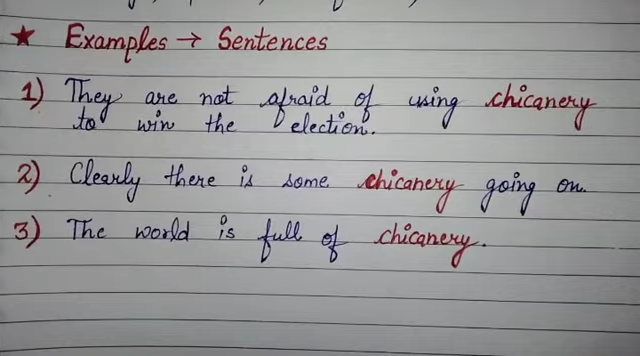 ★ Examples → Sentences
1) They are not afraid of using chicanery
to win the election.
2) Clearly there is some chicanery going on.
3) The world is full of chicanery.